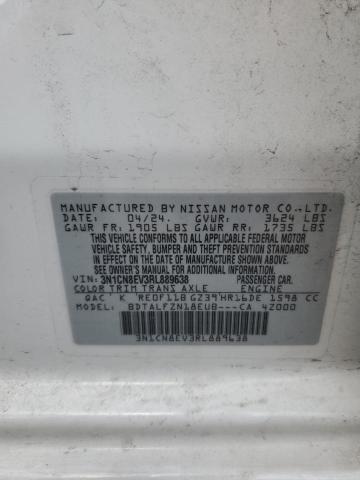 MANUFACTURED BY NISSAN MOTOR CO.,LTD.
DATE: 04/24. GVWR: 3624 LBS
GAWR FR: 1905 LBS GAWR RR: 1735 LBS
THIS VEHICLE CONFORMS TO ALL APPLICABLE
FEDERAL MOTOR VEHICLE SAFETY,
BUMPER, AND THEFT PREVENTION STANDARDS
IN EFFECT ON THE DATE OF MANUFACTURE SHOWN ABOVE.
SEE OWNER'S MANUAL FOR ADDITIONAL INFORMATION.
VIN: 3N1CN8EV3RL889638 PASSENGER CAR.
COLOR TRIM TRANS AXLE ENGINE
QAC' K 'RE0F11B GZ39'HR16DE 1598 CC
MODEL: BDTALFZN18EUB---CA 42000
3N1CN8EV3RL889638